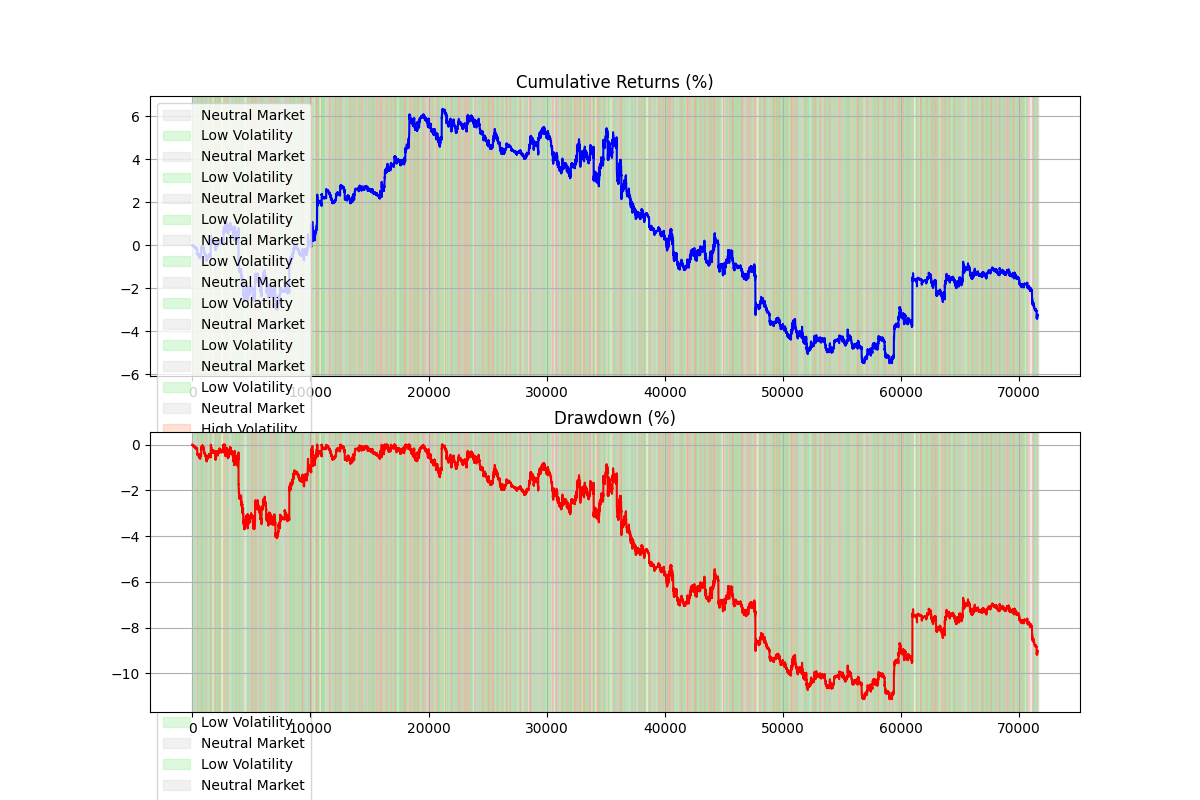 Cumulative Returns (%)
6
4
2
0
−2
−4
−6
Neutral Market
Low Volatility
Neutral Market
Low Volatility
Neutral Market
Low Volatility
Neutral Market
Low Volatility
Neutral Market
Low Volatility
Neutral Market
Low Volatility
Neutral Market
Low Volatility
Neutral Market
High Volatility
0 10000 20000 30000 40000 50000 60000 70000
Drawdown (%)
0
−2
−4
−6
−8
−10
0 10000 20000 30000 40000 50000 60000 70000
Low Volatility
Neutral Market
Low Volatility
Neutral Market